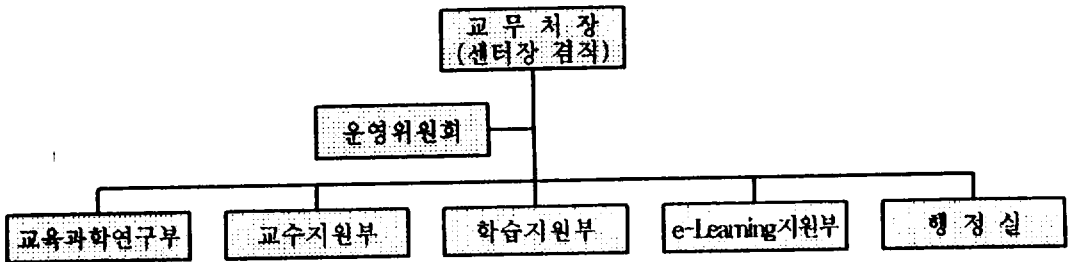 교 무 처 장
(센터장 겸직)
운영위원회
교육과학연구부
교수지원부
학습지원부
e-Learning지원부
행 정 실